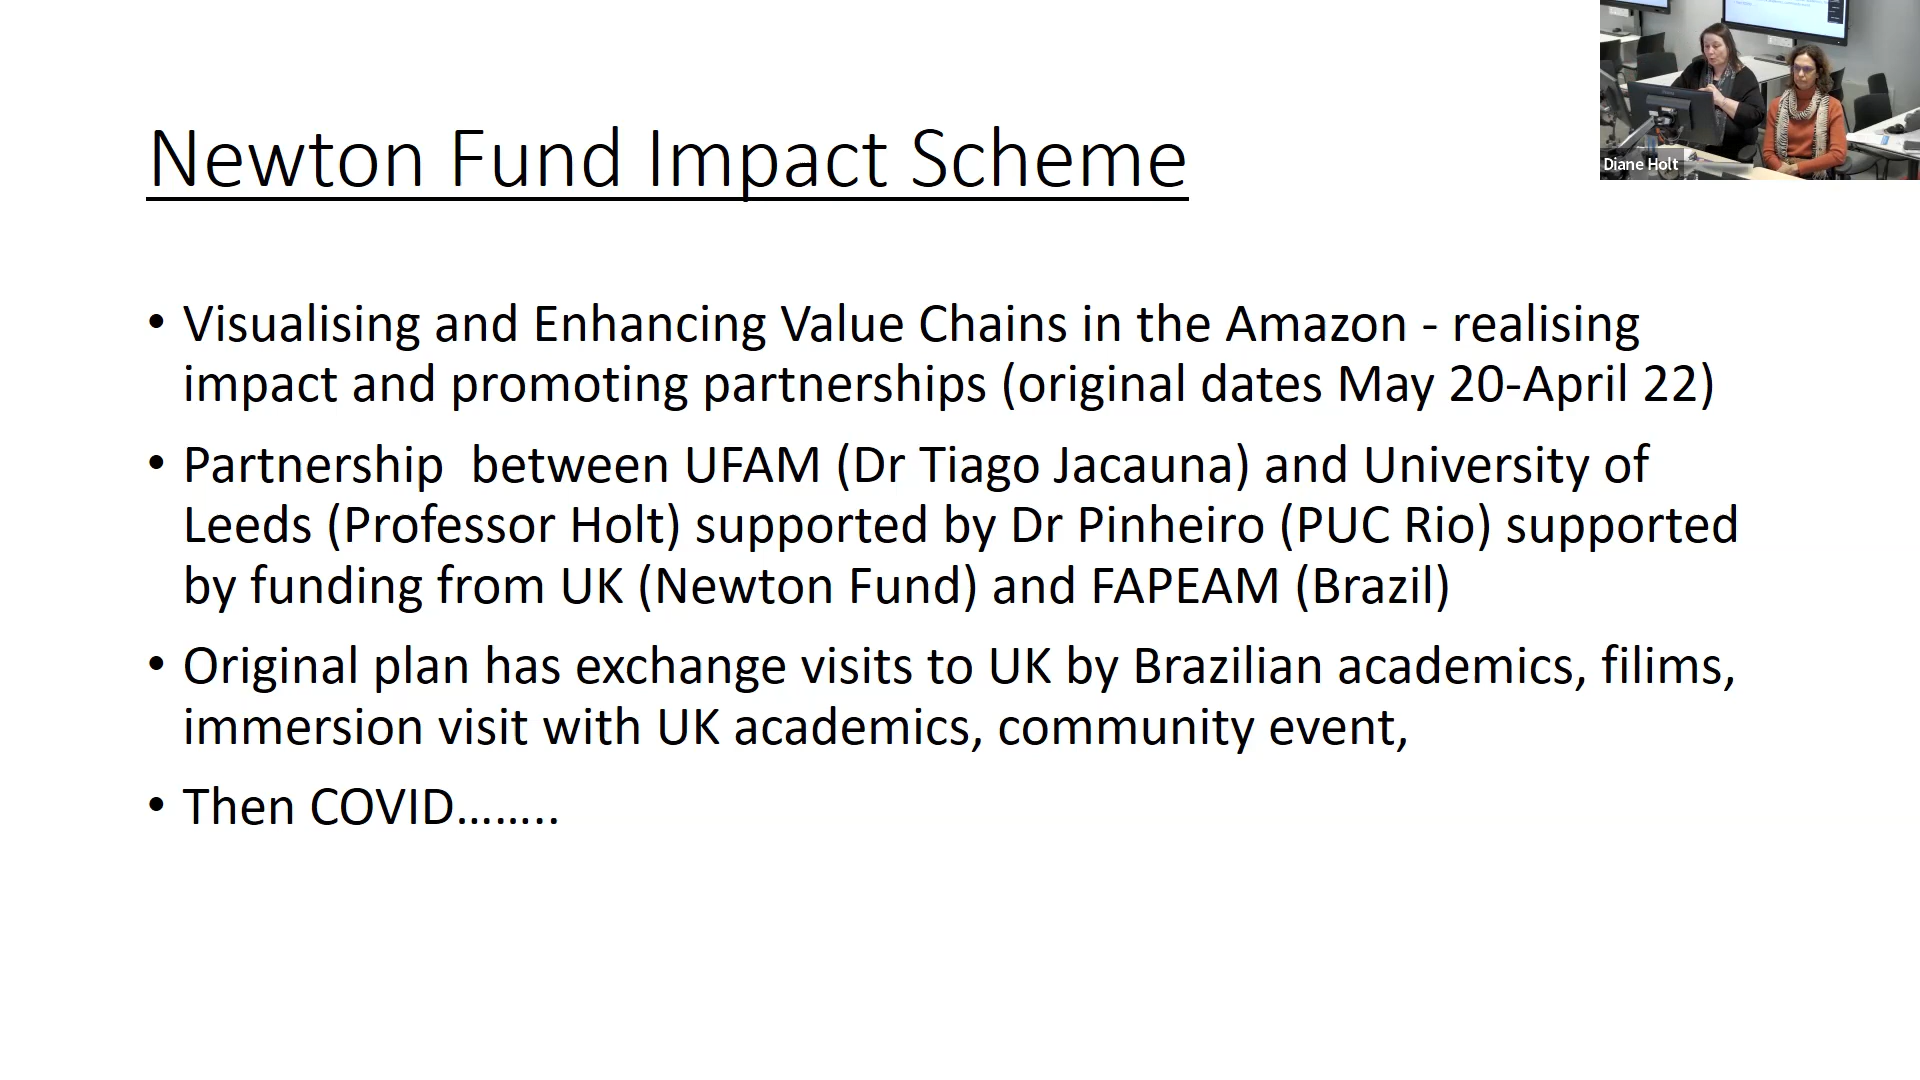 Newton Fund Impact Scheme
Diane Holt
• Visualising and Enhancing Value Chains in the Amazon - realising
impact and promoting partnerships (original dates May 20-April 22)
• Partnership  between UFAM (Dr Tiago Jacauna) and University of
Leeds (Professor Holt) supported by Dr Pinheiro (PUC Rio) supported
by funding from UK (Newton Fund) and FAPEAM (Brazil)
• Original plan has exchange visits to UK by Brazilian academics, filims,
immersion visit with UK academics, community event,
• Then COVID……..